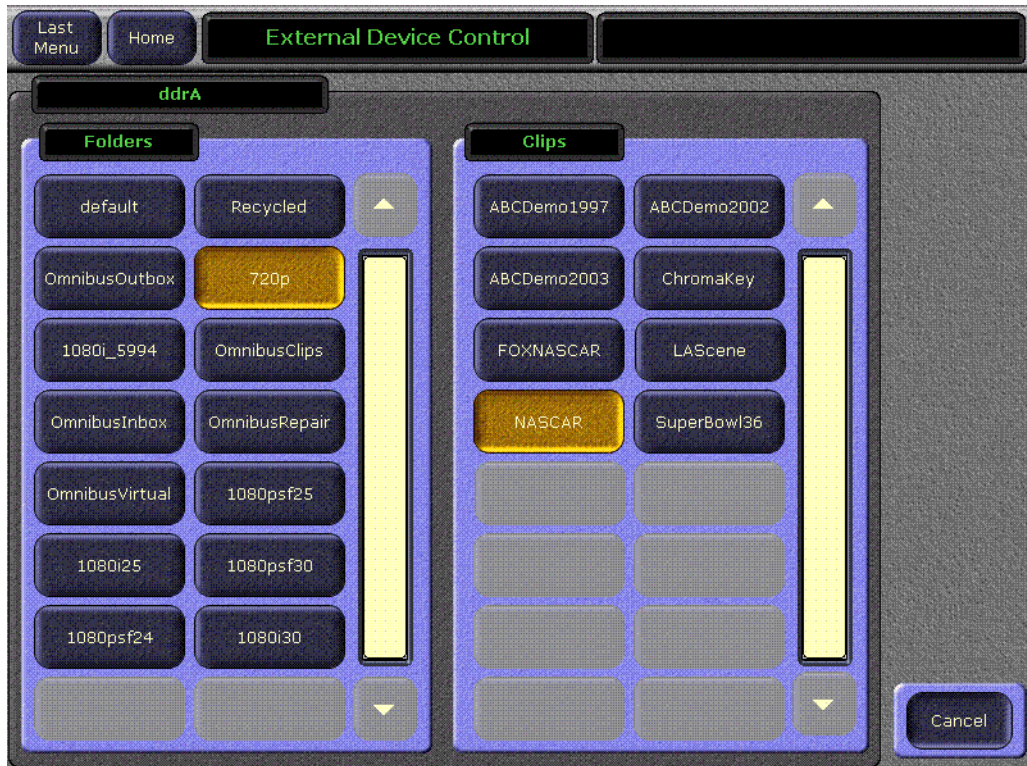 Last
Menu
Home
External Device Control
ddrA
Folders
default
Recycled
OmnibusOutbox
720p
1080i_5994
OmnibusClips
OmnibusInbox
OmnibusRepair
OmnibusVirtual
1080psf25
1080i25
1080psf30
1080psf24
1080i30
Clips
ABCDemo1997
ABCDemo2002
ABCDemo2003
ChromaKey
FOXNASCAR
LAScene
NASCAR
SuperBowl36
Cancel